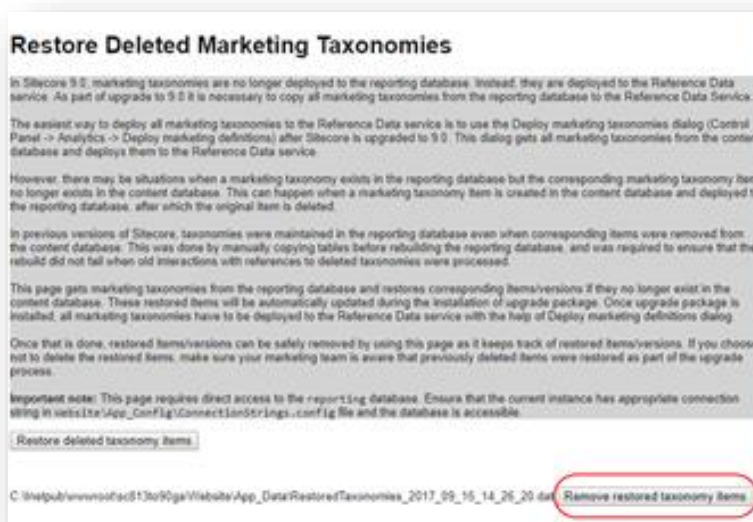 Restore Deleted Marketing Taxonomies
In Sitecore 9.0, marketing taxonomies are no longer deployed to the reporting database. Instead, they are deployed to the Reference Data
service. As part of upgrade to 9.0 it is necessary to copy all marketing taxonomies from the reporting database to the Reference Data Service.
The easiest way to deploy all marketing taxonomies to the Reference Data service is to use the Deploy marketing taxonomies dialog (Control
Panel -> Analytics -> Deploy marketing definitions) after Sitecore is upgraded to 9.0. This dialog gets all marketing taxonomies from the conte
database and deploys them to the Reference Data service.
However, there may be situations when a marketing taxonomy exists in the reporting database but the corresponding marketing taxonomy iten
no longer exists in the content database. This can happen when a marketing taxonomy item is created in the content database and deployed
the reporting database, after which the original item is deleted.
In previous versions of Sitecore, taxonomies were maintained in the reporting database even when corresponding items were removed from
the content database. This was done by manually copying tables before rebuilding the reporting database, and was required to ensure that the
rebuild did not fail when old interactions with references to deleted taxonomies were processed.
This page gets marketing taxonomies from the reporting database and restores corresponding items/versions if they no longer exist in the
content database. These restored items will be automatically updated during the installation of upgrade package. Once upgrade package is
installed, all marketing taxonomies have to be deployed to the Reference Data service with the help of Deploy marketing definitions dialog.
Once that is done, restored items/versions can be safely removed by using this page as it keeps track of restored items/versions. If you choos
not to delete the restored items, make sure your marketing team is aware that previously deleted items were restored as part of the upgrade
process.
Important note: This page requires direct access to the reporting database. Ensure that the current instance has appropriate connection
string in website\App_Config\ConnectionStrings.config file and the database is accessible.
Restore deleted taxonomy items
C:\Inetpub\wwwroot\sc813to90ga\Website\App_Data\RestoredTaxonomies_2017_09_15_14_26_20.dat Remove restored taxonomy items